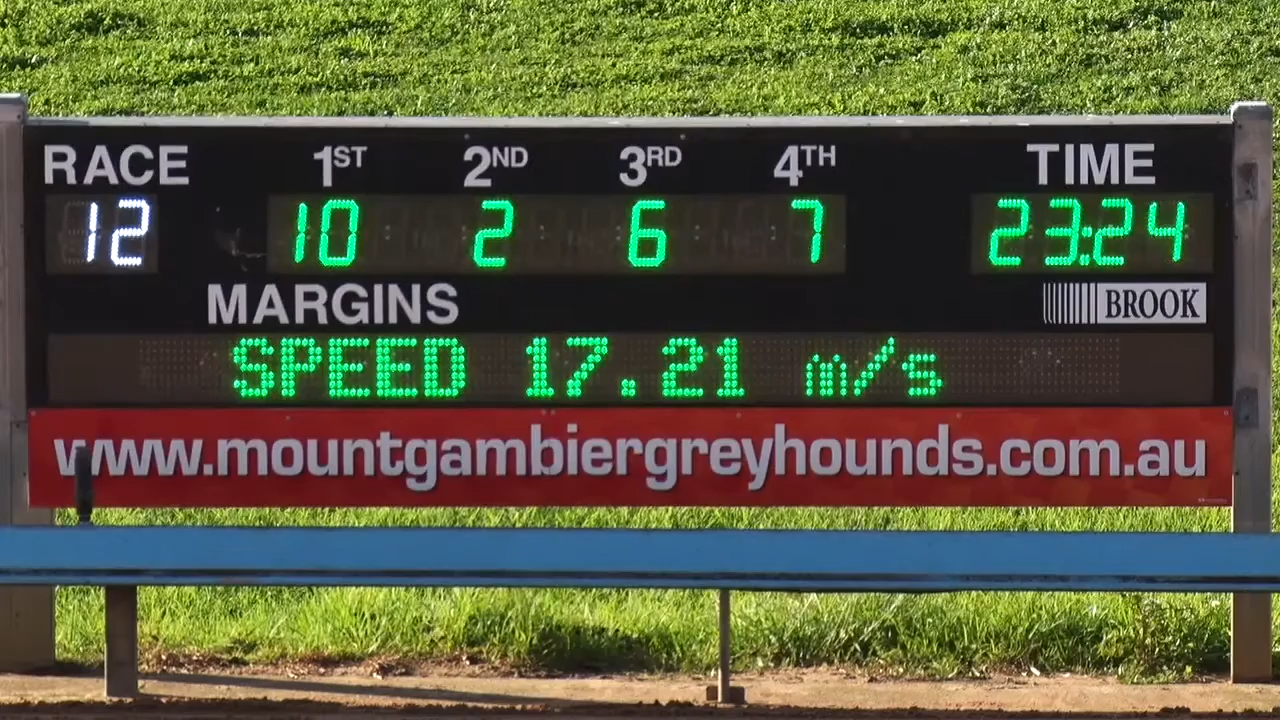 RACE 1ST 2ND 3RD 4TH TIME
12 10 2 6 7 23:24
MARGINS BROOK
SPEED 17.21 m/s
www.mountgambiergreyhounds.com.au